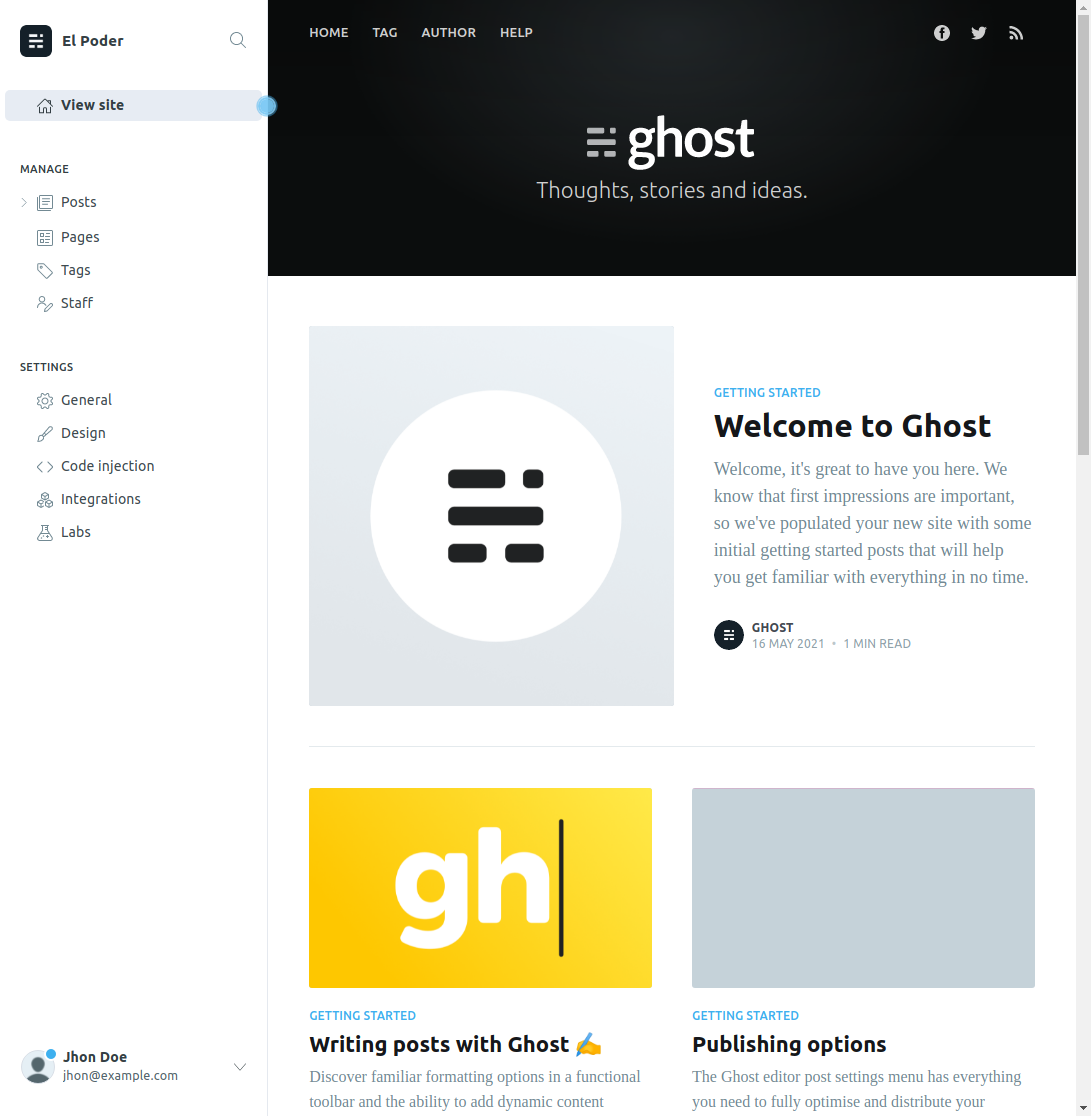 El Poder
View site
MANAGE
Posts
Pages
Tags
Staff
SETTINGS
General
Design
Code injection
Integrations
Labs
Jhon Doe
jhon@example.com
HOME TAG AUTHOR HELP
ghost
Thoughts, stories and ideas.
GETTING STARTED
Welcome to Ghost
Welcome, it's great to have you here. We
know that first impressions are important,
so we've populated your new site with some
initial getting started posts that will help
you get familiar with everything in no time.
GHOST
16 MAY 2021 • 1 MIN READ
gh
GETTING STARTED
Writing posts with Ghost ✍️
Discover familiar formatting options in a functional
toolbar and the ability to add dynamic content
GETTING STARTED
Publishing options
The Ghost editor post settings menu has everything
you need to fully optimise and distribute your